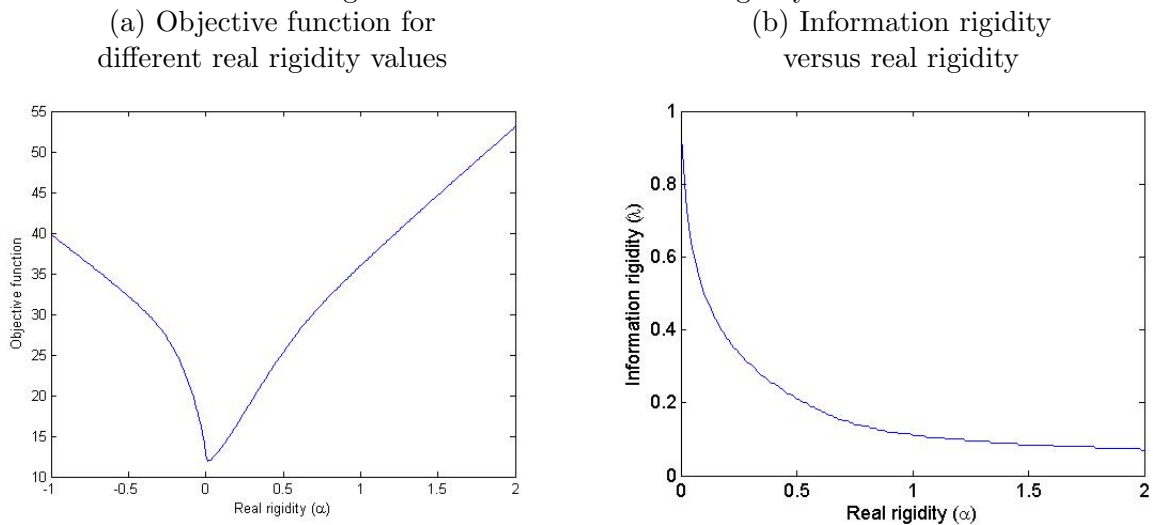 (a) Objective function for
different real rigidity values
55
50
45
40
35
30
25
20
15
10
Objective function
-1 -0.5 0 0.5 1 1.5 2
Real rigidity (α)
(b) Information rigidity
versus real rigidity
1
0.8
0.6
0.4
0.2
0
Information rigidity (λ)
0 0.5 1 1.5 2
Real rigidity (α)